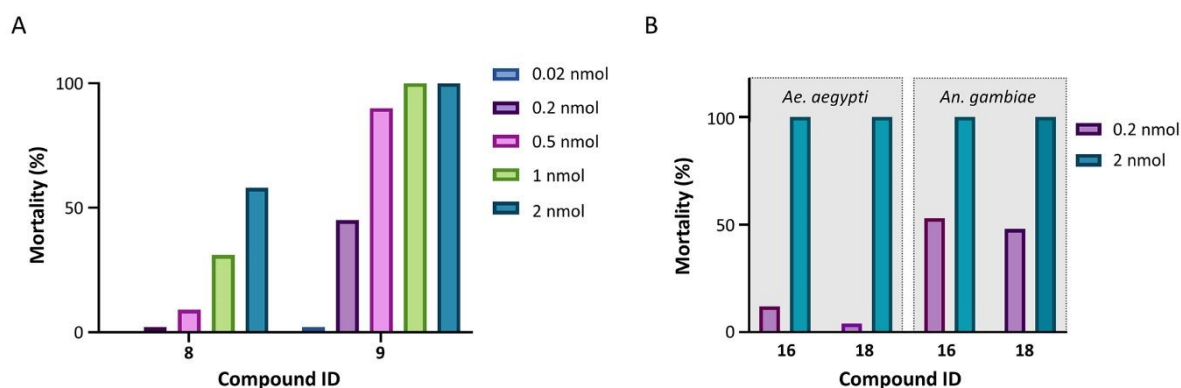 A
Mortality (%)
100
50
0
8
9
Compound ID
0.02 nmol
0.2 nmol
0.5 nmol
1 nmol
2 nmol
B
Mortality (%)
100
50
0
Ae. aegypti
An. gambiae
16
18
16
18
Compound ID
0.2 nmol
2 nmol